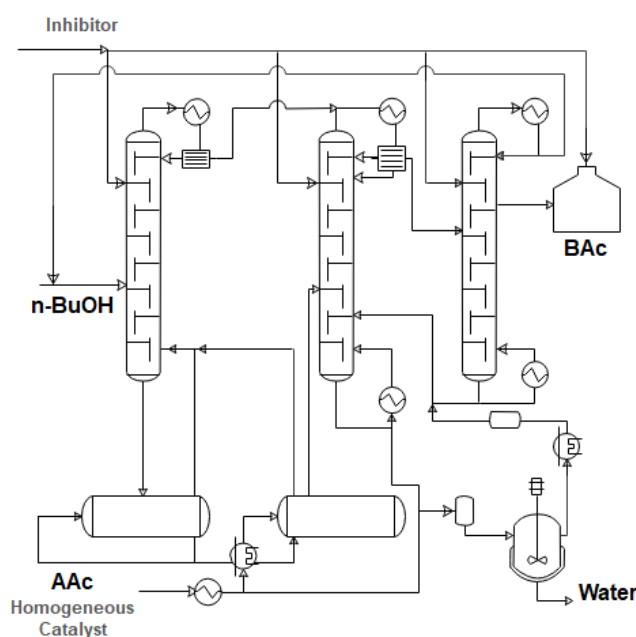 Inhibitor
n-BuOH
BAc
AAc
Homogeneous
Catalyst
Water